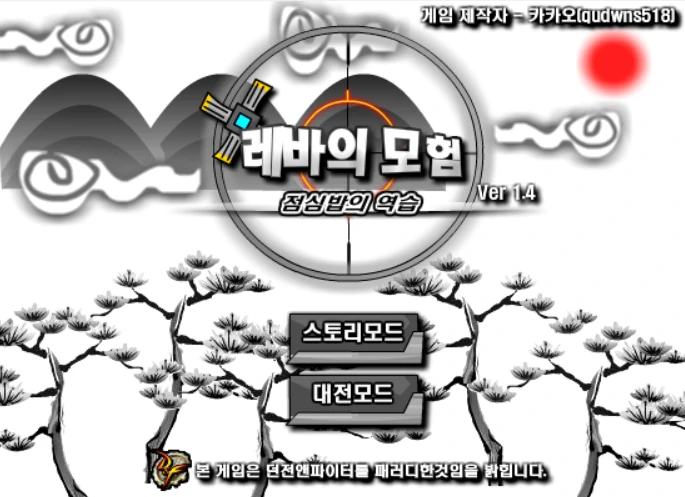 게임 제작자 - 카카오(qudwns518)
레바의 모험
점심밥의 역습
Ver 1.4
스토리모드
대전모드
본 게임은 던전앤파이터를 패러디한것임을 밝힙니다.